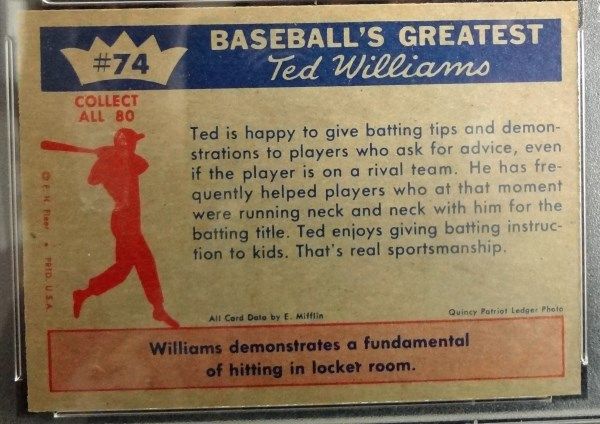 #74
BASEBALL'S GREATEST
Ted Williams
COLLECT
ALL 80
Ted is happy to give batting tips and demon-
strations to players who ask for advice, even
if the player is on a rival team. He has fre-
quently helped players who at that moment
were running neck and neck with him for the
batting title. Ted enjoys giving batting instruc-
tion to kids. That's real sportsmanship.
© F. H. Fleer • PRTD. U.S.A.
All Card Data by E. Mifflin
Quincy Patriot Ledger Photo
Williams demonstrates a fundamental
of hitting in locker room.